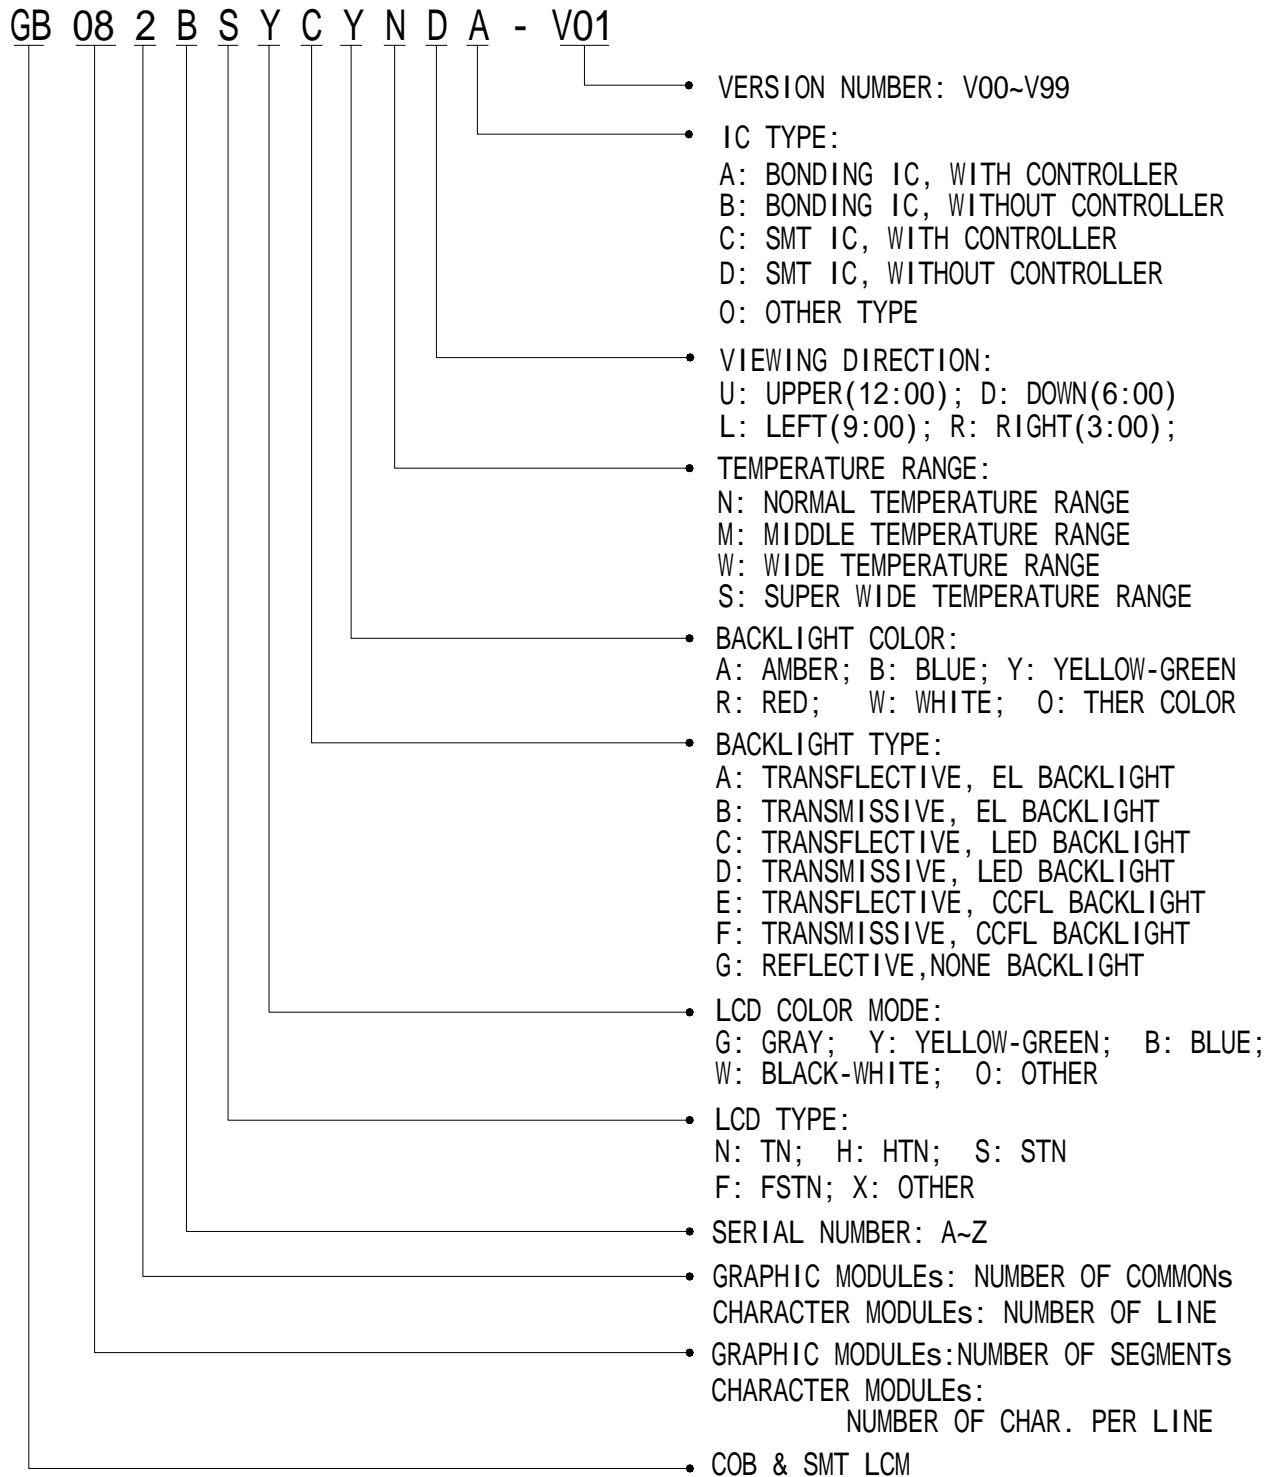 GB 08 2 B S Y C Y N D A - V01
VERSION NUMBER: V00~V99
IC TYPE:
A: BONDING IC, WITH CONTROLLER
B: BONDING IC, WITHOUT CONTROLLER
C: SMT IC, WITH CONTROLLER
D: SMT IC, WITHOUT CONTROLLER
O: OTHER TYPE
VIEWING DIRECTION:
U: UPPER(12:00); D: DOWN(6:00)
L: LEFT(9:00); R: RIGHT(3:00);
TEMPERATURE RANGE:
N: NORMAL TEMPERATURE RANGE
M: MIDDLE TEMPERATURE RANGE
W: WIDE TEMPERATURE RANGE
S: SUPER WIDE TEMPERATURE RANGE
BACKLIGHT COLOR:
A: AMBER; B: BLUE; Y: YELLOW-GREEN
R: RED; W: WHITE; O: THER COLOR
BACKLIGHT TYPE:
A: TRANSFLECTIVE, EL BACKLIGHT
B: TRANSMISSIVE, EL BACKLIGHT
C: TRANSFLECTIVE, LED BACKLIGHT
D: TRANSMISSIVE, LED BACKLIGHT
E: TRANSFLECTIVE, CCFL BACKLIGHT
F: TRANSMISSIVE, CCFL BACKLIGHT
G: REFLECTIVE,NONE BACKLIGHT
LCD COLOR MODE:
G: GRAY; Y: YELLOW-GREEN; B: BLUE;
W: BLACK-WHITE; O: OTHER
LCD TYPE:
N: TN; H: HTN; S: STN
F: FSTN; X: OTHER
SERIAL NUMBER: A~Z
GRAPHIC MODULEs: NUMBER OF COMMONs
CHARACTER MODULEs: NUMBER OF LINE
GRAPHIC MODULEs:NUMBER OF SEGMENTs
CHARACTER MODULEs:
NUMBER OF CHAR. PER LINE
COB & SMT LCM